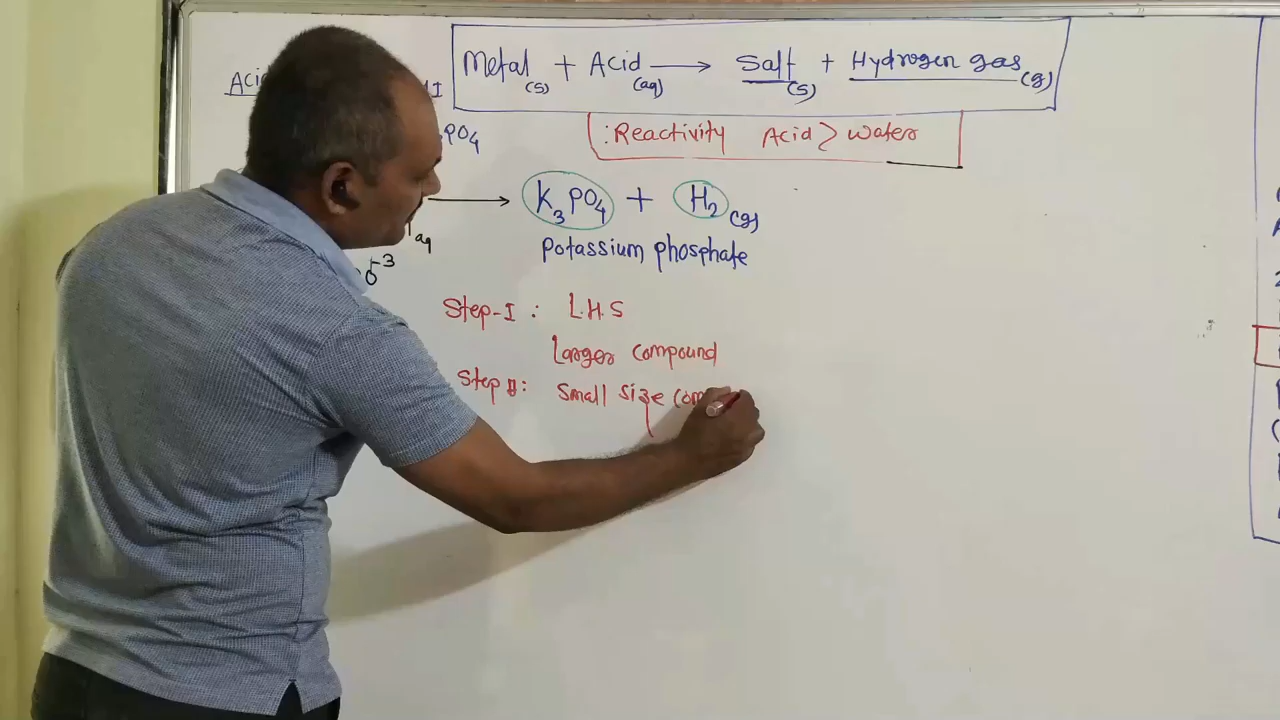 Metal(s) + Acid(aq) ⟶ Salt(s) + Hydrogen gas(g)
:Reactivity Acid > Water
PO4
⟶ K3PO4 + H2(g)
aq
Potassium phosphate
Step-I : L.H.S
Larger compound
Step II: Small size